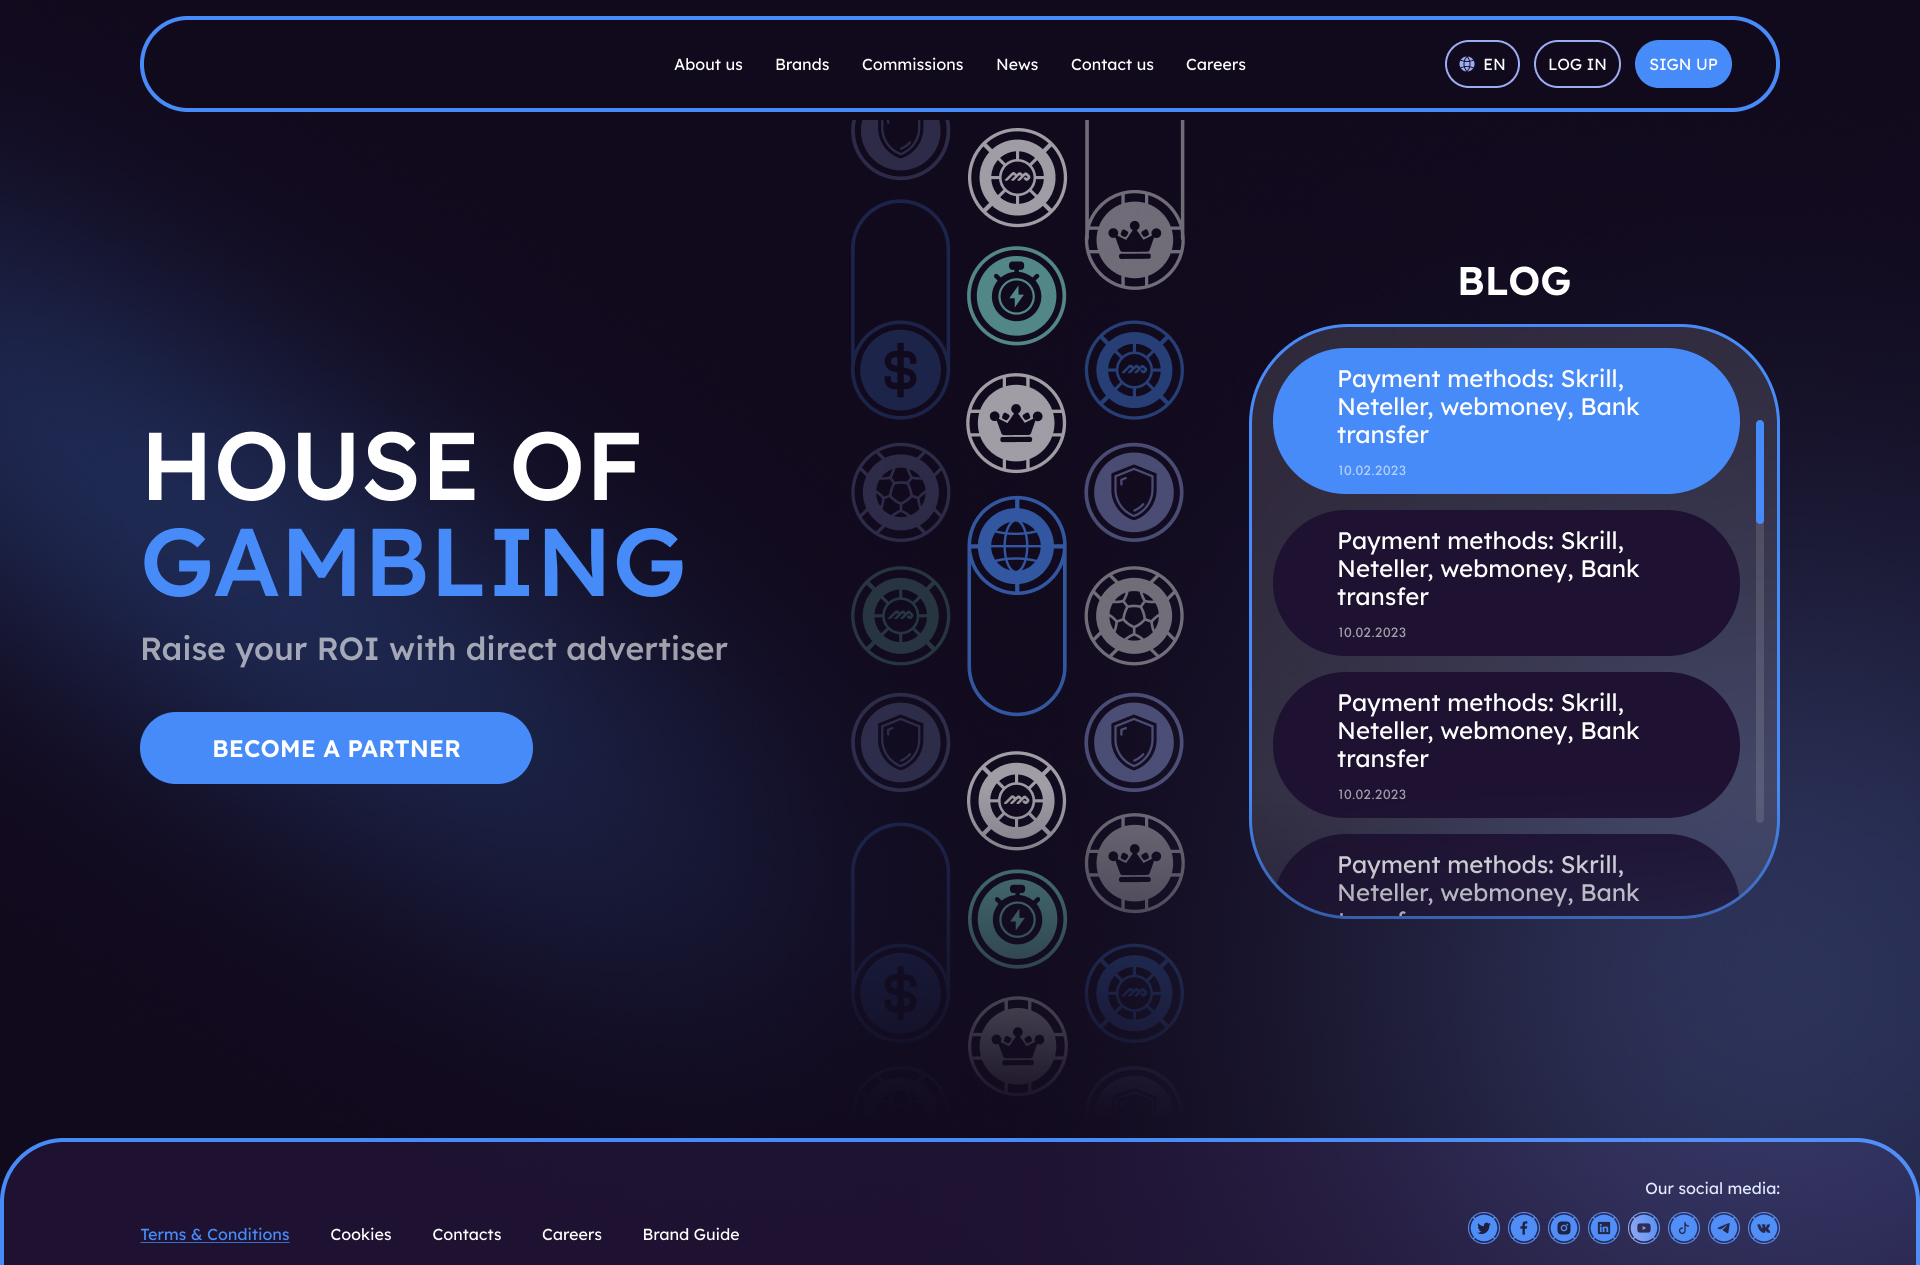 About us Brands Commissions News Contact us Careers EN LOG IN SIGN UP
HOUSE OF
GAMBLING
Raise your ROI with direct advertiser
BECOME A PARTNER
BLOG
Payment methods: Skrill,
Neteller, webmoney, Bank
transfer
10.02.2023
Payment methods: Skrill,
Neteller, webmoney, Bank
transfer
10.02.2023
Payment methods: Skrill,
Neteller, webmoney, Bank
transfer
10.02.2023
Payment methods: Skrill,
Neteller, webmoney, Bank
Our social media:
Terms & Conditions Cookies Contacts Careers Brand Guide